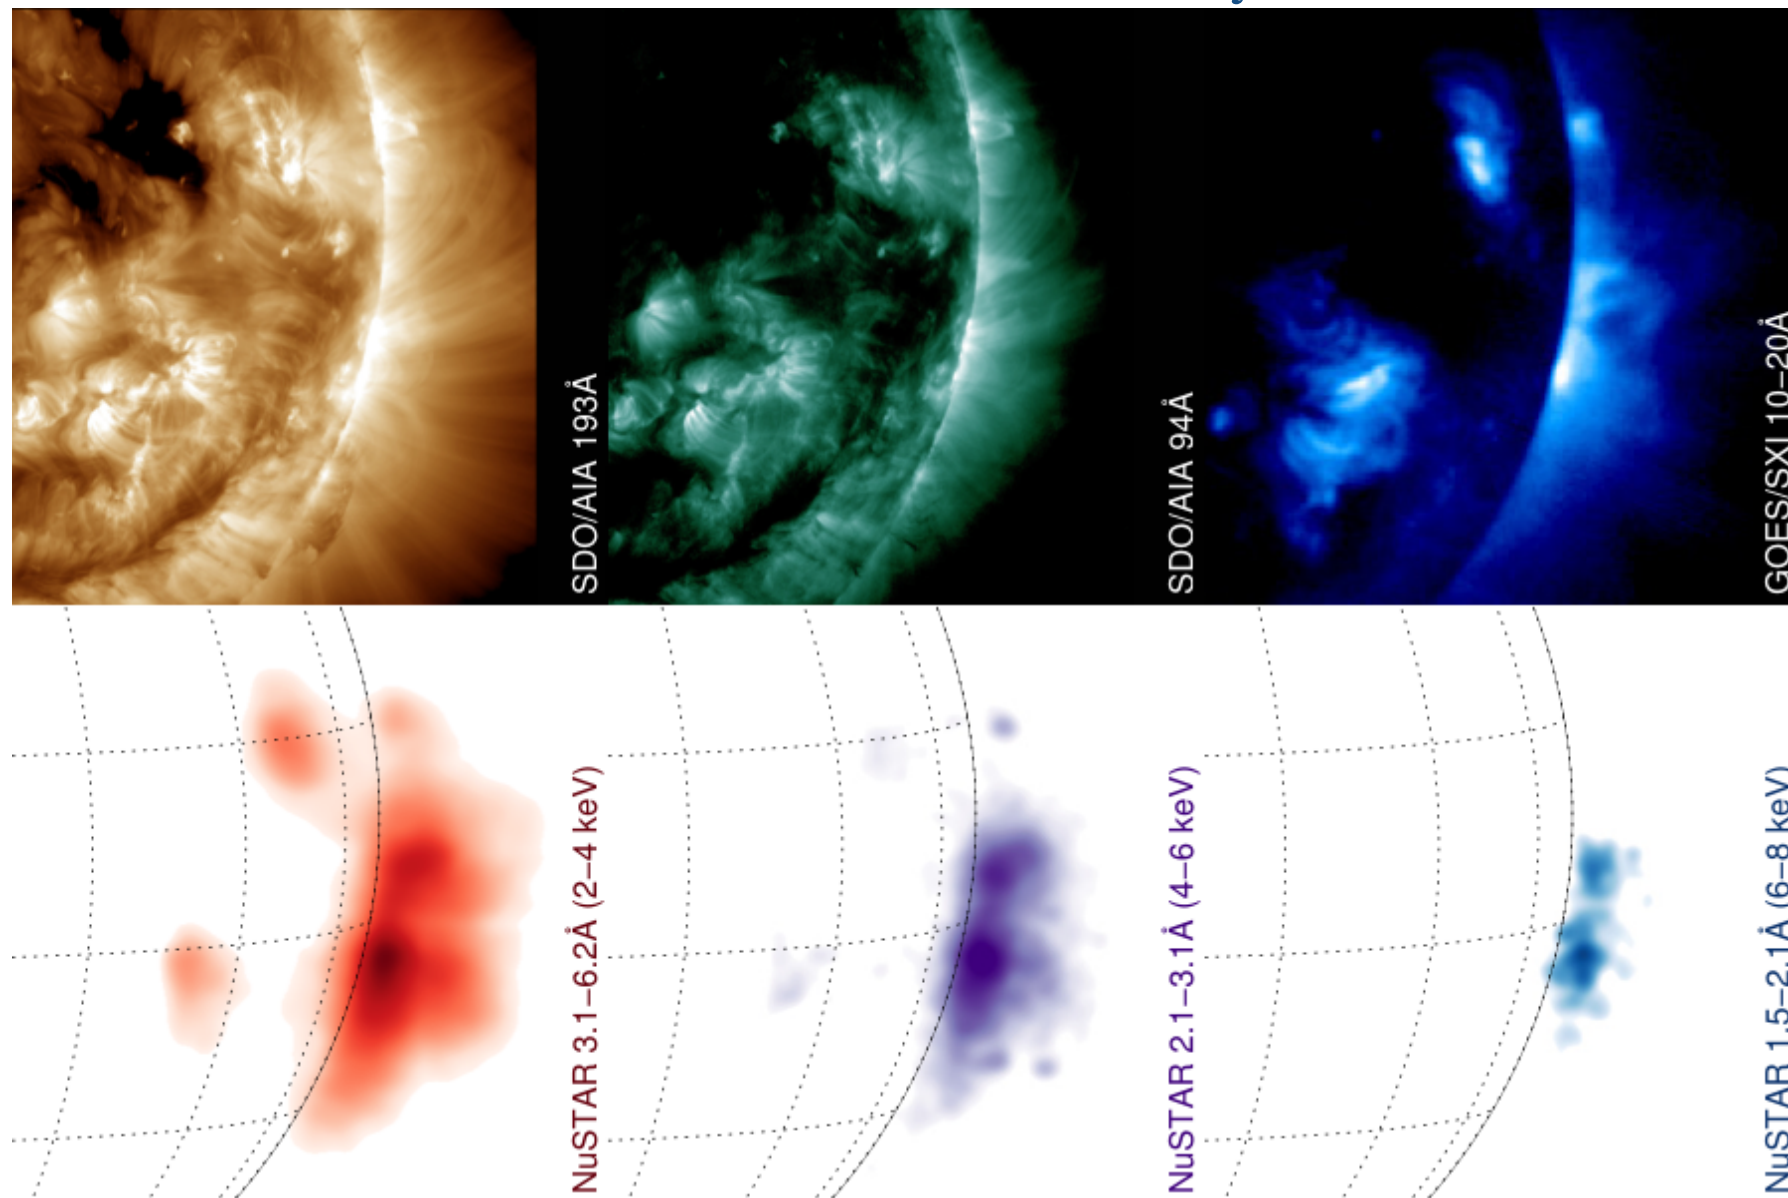 SDO/AIA 193Å
SDO/AIA 94Å
GOES/SXI 10−20Å
NuSTAR 3.1−6.2Å (2−4 keV)
NuSTAR 2.1−3.1Å (4−6 keV)
NuSTAR 1.5−2.1Å (6−8 keV)